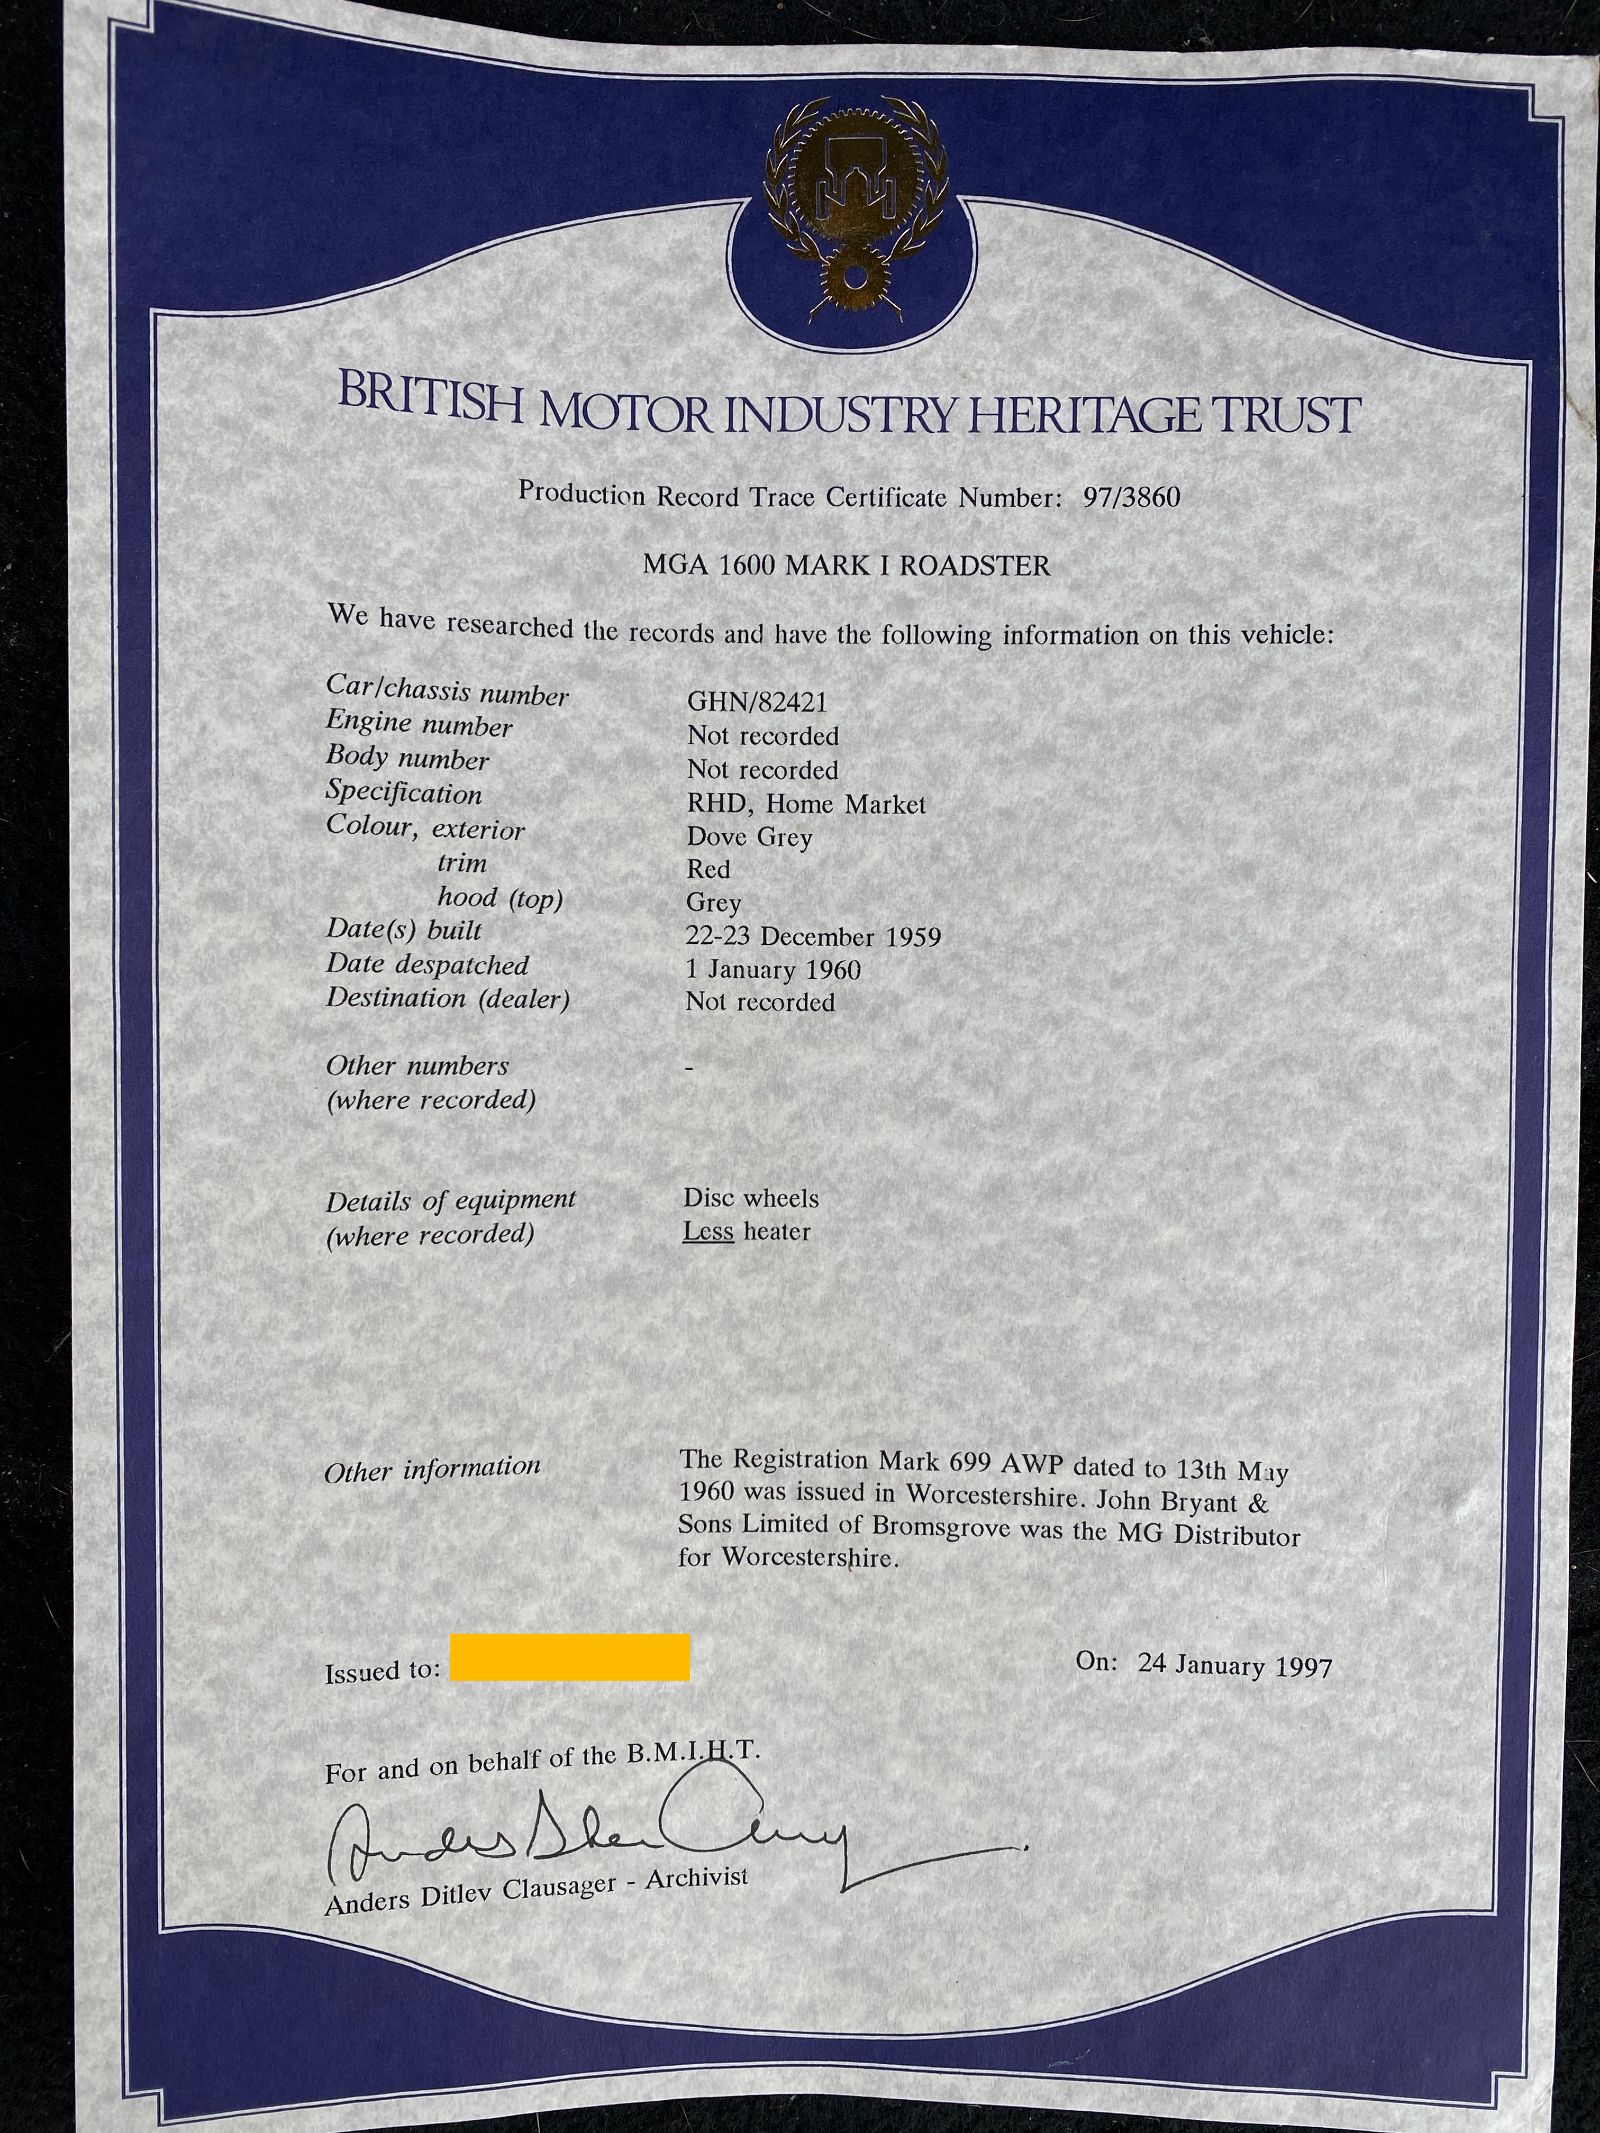 BRITISH MOTOR INDUSTRY HERITAGE TRUST
Production Record Trace Certificate Number: 97/3860
MGA 1600 MARK I ROADSTER
We have researched the records and have the following information on this vehicle:
Car/chassis number GHN/82421
Engine number Not recorded
Body number Not recorded
Specification RHD, Home Market
Colour, exterior Dove Grey
trim Red
hood (top) Grey
Date(s) built 22-23 December 1959
Date despatched 1 January 1960
Destination (dealer) Not recorded
Other numbers -
(where recorded)
Details of equipment Disc wheels
(where recorded) Less heater
Other information The Registration Mark 699 AWP dated to 13th May
1960 was issued in Worcestershire. John Bryant &
Sons Limited of Bromsgrove was the MG Distributor
for Worcestershire.
Issued to: On: 24 January 1997
For and on behalf of the B.M.I.H.T.
Anders Ditlev Clausager - Archivist